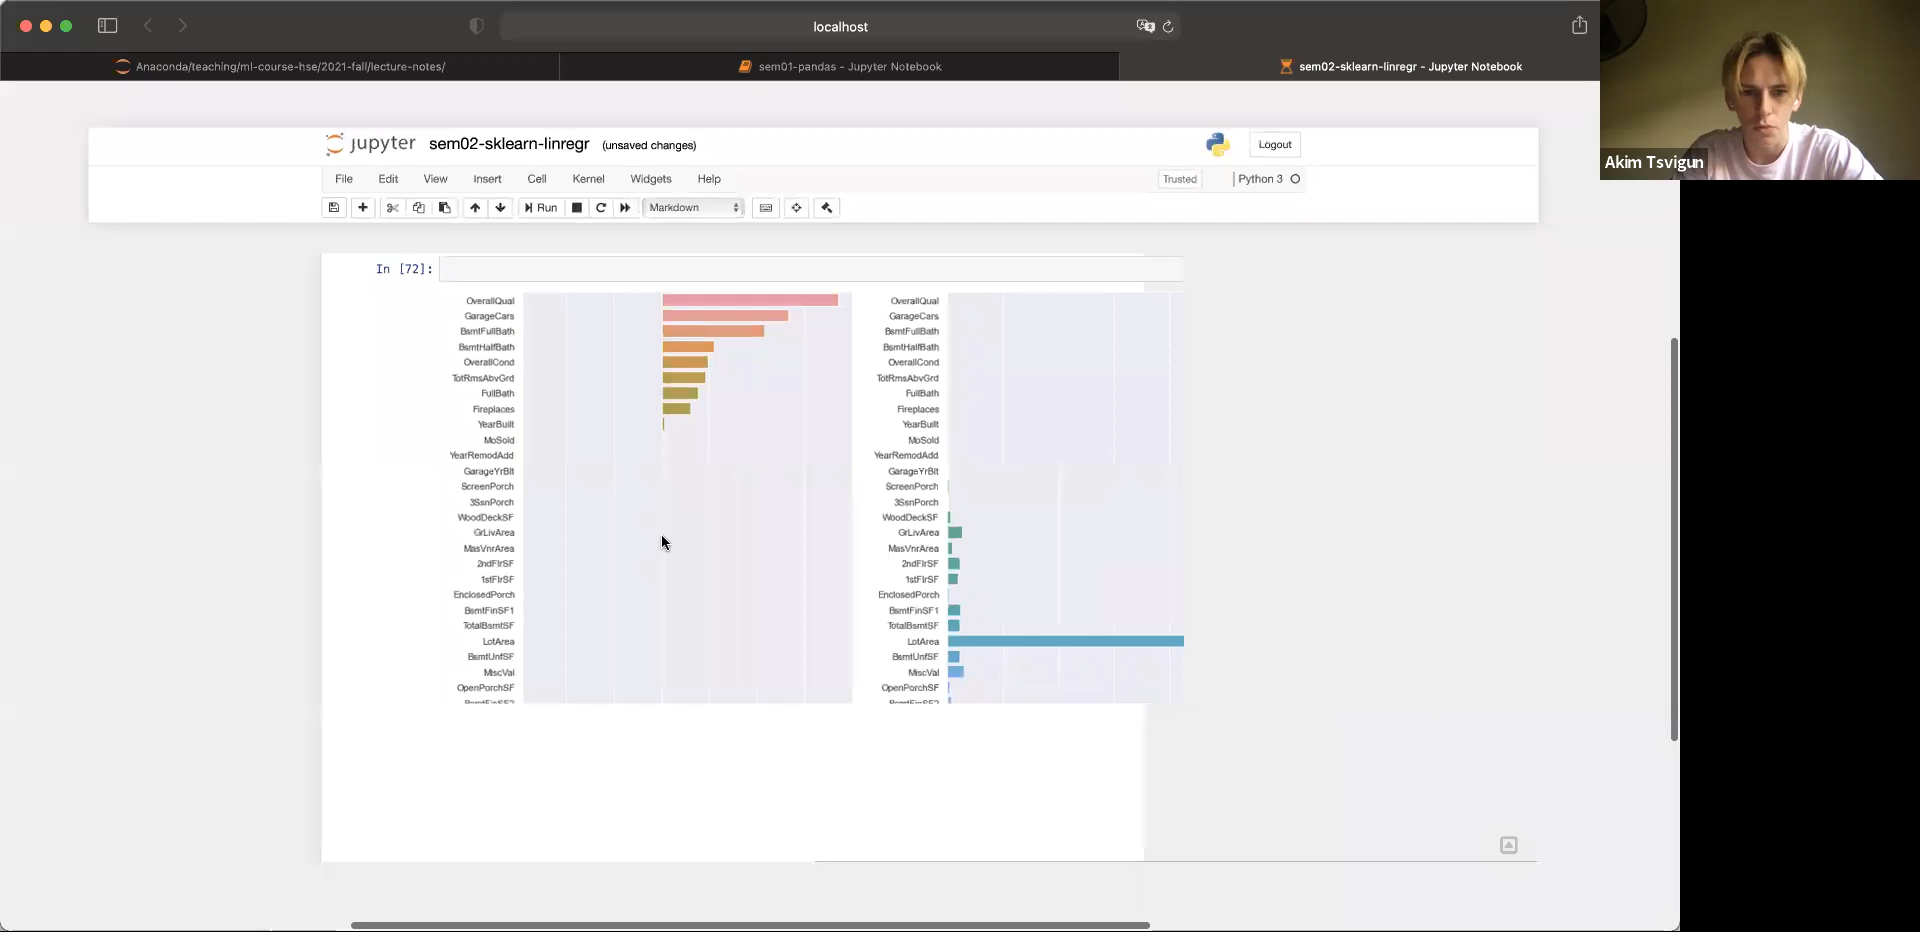 localhost
Anaconda/teaching/ml-course-hse/2021-fall/lecture-notes/
sem01-pandas - Jupyter Notebook
sem02-sklearn-linregr - Jupyter Notebook
Akim Tsvigun
jupyter sem02-sklearn-linregr (unsaved changes)
Logout
File Edit View Insert Cell Kernel Widgets Help
Trusted
Python 3
Run
Markdown
In [72]:
OverallQual
GarageCars
BsmtFullBath
BsmtHalfBath
OverallCond
TotRmsAbvGrd
FullBath
Fireplaces
YearBuilt
MoSold
YearRemodAdd
GarageYrBlt
ScreenPorch
3SsnPorch
WoodDeckSF
GrLivArea
MasVnrArea
2ndFlrSF
1stFlrSF
EnclosedPorch
BsmtFinSF1
TotalBsmtSF
LotArea
BsmtUnfSF
MiscVal
OpenPorchSF
BsmtFinSF2
OverallQual
GarageCars
BsmtFullBath
BsmtHalfBath
OverallCond
TotRmsAbvGrd
FullBath
Fireplaces
YearBuilt
MoSold
YearRemodAdd
GarageYrBlt
ScreenPorch
3SsnPorch
WoodDeckSF
GrLivArea
MasVnrArea
2ndFlrSF
1stFlrSF
EnclosedPorch
BsmtFinSF1
TotalBsmtSF
LotArea
BsmtUnfSF
MiscVal
OpenPorchSF
BsmtFinSF2